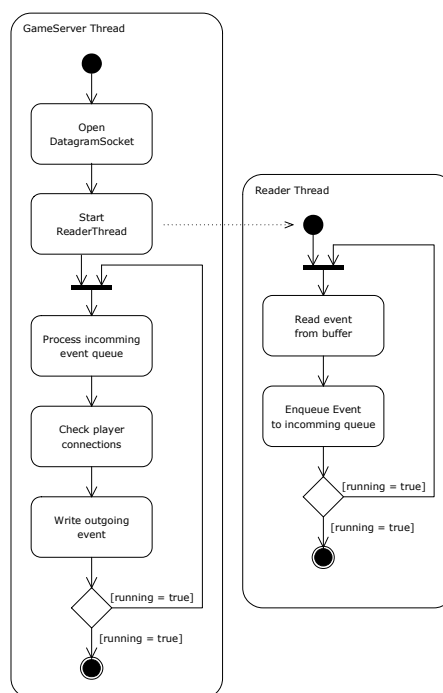 GameServer Thread
Open
DatagramSocket
Start
ReaderThread
Process incomming
event queue
Check player
connections
Write outgoing
event
[running = true]
[running = true]
Reader Thread
Read event
from buffer
Enqueue Event
to incomming queue
[running = true]
[running = true]